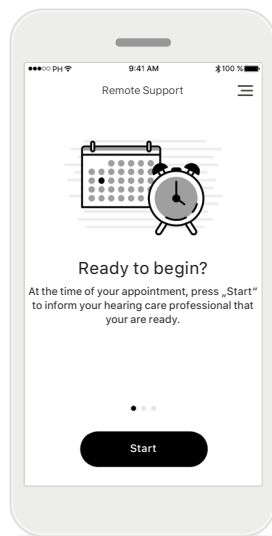 ●●●○○ PH 9:41 AM 100 %
Remote Support
Ready to begin?
At the time of your appointment, press „Start"
to inform your hearing care professional that
your are ready.
Start